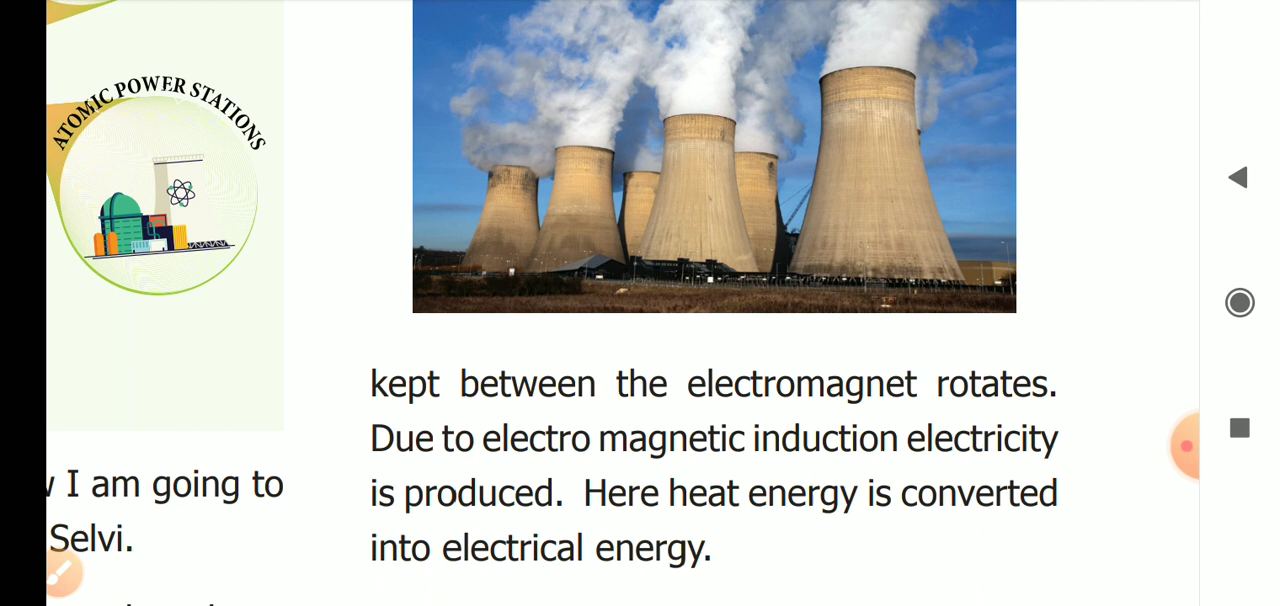 ATOMIC POWER STATIONS
I am going to
Selvi.
kept between the electromagnet rotates.
Due to electro magnetic induction electricity
is produced. Here heat energy is converted
into electrical energy.